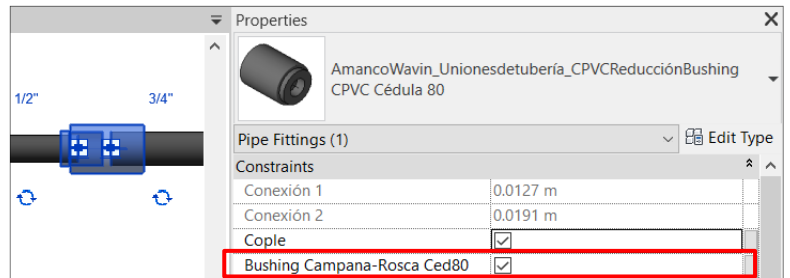 Properties
AmancoWavin_Unionesdetubería_CPVCReducciónBushing
CPVC Cédula 80
1/2" 3/4"
Pipe Fittings (1) Edit Type
Constraints
Conexión 1 0.0127 m
Conexión 2 0.0191 m
Cople
Bushing Campana-Rosca Ced80